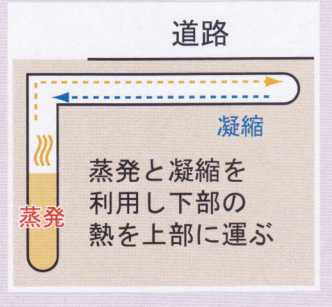 道路
凝縮
蒸発と凝縮を
利用し下部の
熱を上部に運ぶ
蒸発